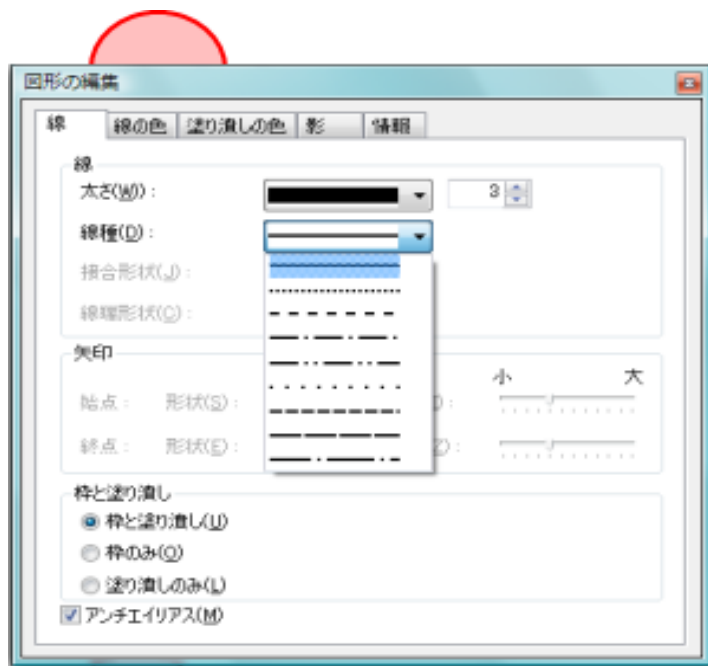 図形の編集
線 線の色 塗り潰しの色 影 情報
線
太さ(W): 3
線種(D):
接合形状(J):
線端形状(C):
矢印
小 大
始点: 形状(S): ):
終点: 形状(E): Z):
枠と塗り潰し
枠と塗り潰し(U)
枠のみ(O)
塗り潰しのみ(L)
アンチエイリアス(M)